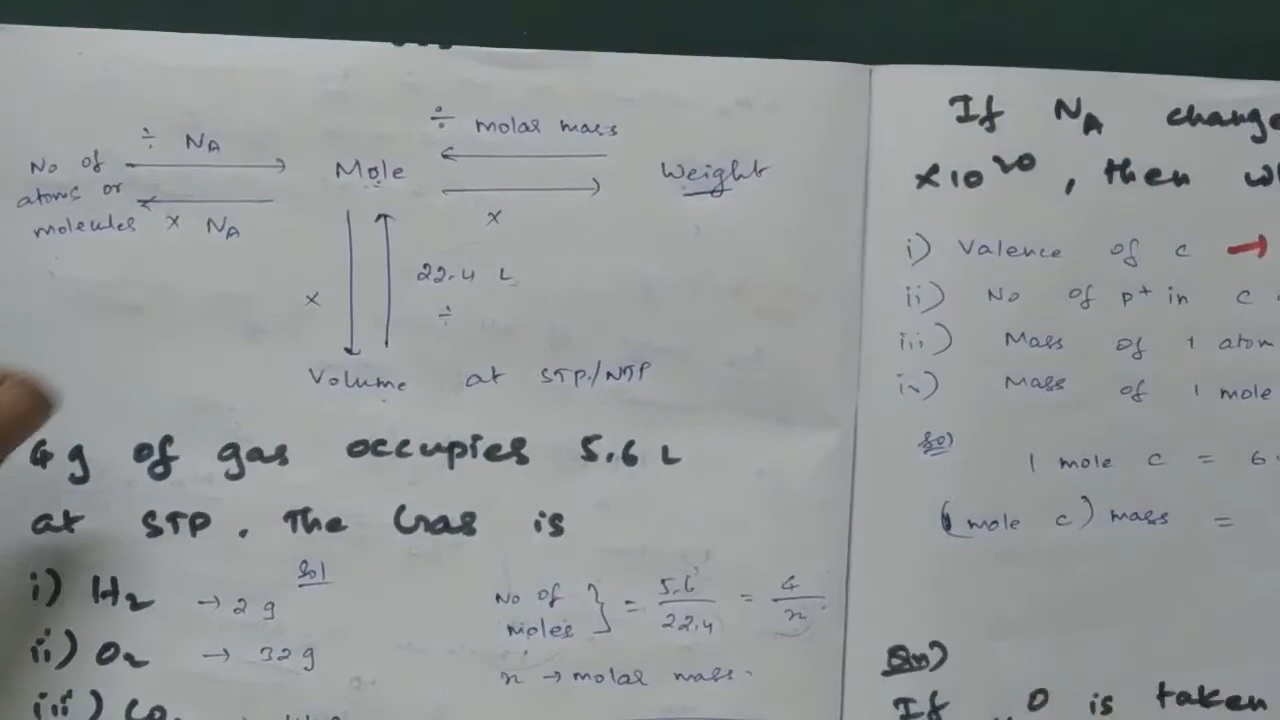 ÷ NA
No of
atoms or
molecules
× NA
Mole
÷ molar mass
×
Weight
×
22.4 L
÷
Volume at STP/NTP
4 g of gas occupies 5.6 L
at STP. The Gas is
i) H2 → 2 g
Sol
ii) O2 → 32 g
iii)
No of
moles } = 5.6/22.4 = 4/x
x → molar mass.
If NA change
×10^20, then
i) Valence of C →
ii) No of p+ in C
iii) Mass of 1 atom
iv) Mass of 1 mole
Sol
1 mole C = 6.
(1 mole C) mass =
Qn)
If is taken